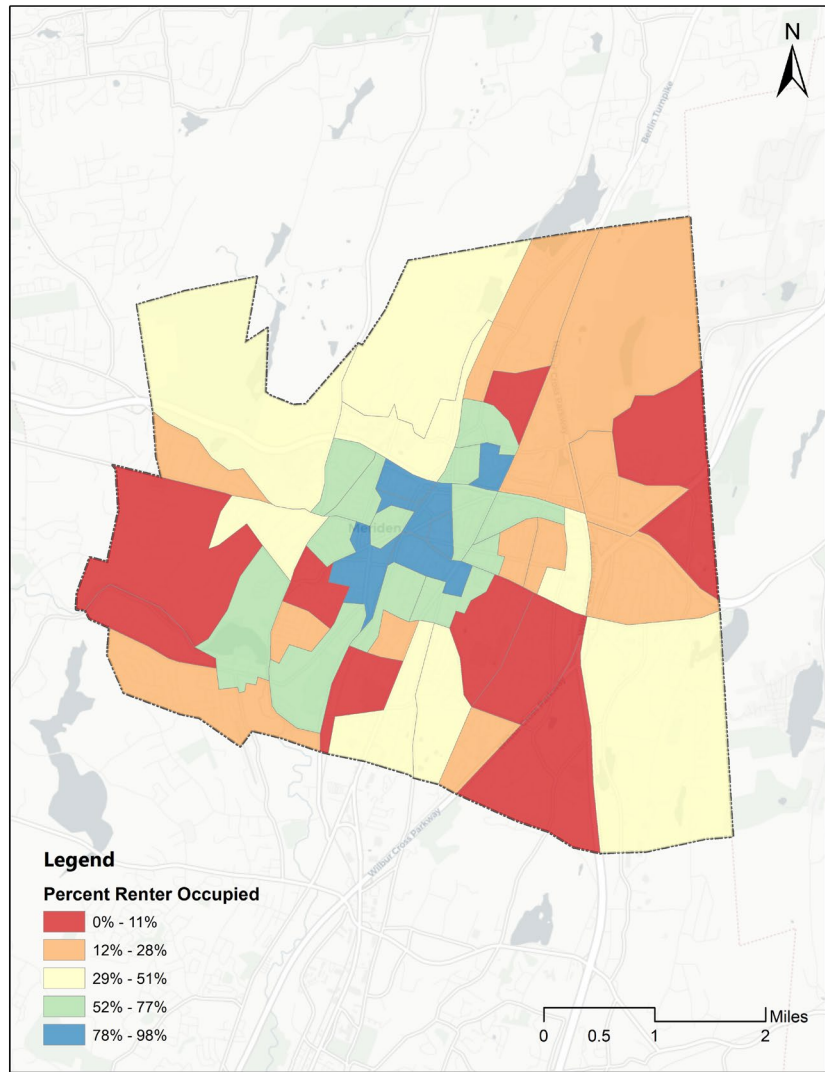 N
Berlin Turnpike
Meriden
Wilbur Cross Parkway
Legend
Percent Renter Occupied
0% - 11%
12% - 28%
29% - 51%
52% - 77%
78% - 98%
Miles
0 0.5 1 2